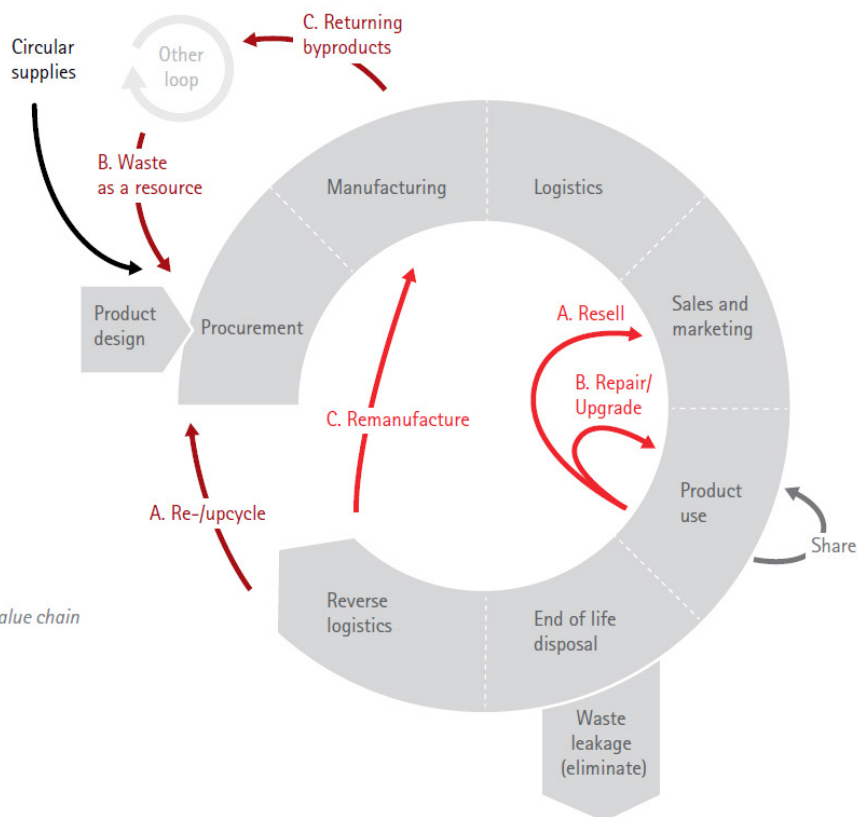 C. Returning
byproducts
Circular
supplies
Other
loop
B. Waste
as a resource
Manufacturing
Logistics
Product
design
Procurement
Sales and
marketing
A. Resell
B. Repair/
Upgrade
C. Remanufacture
A. Re-/upcycle
Product
use
Share
Reverse
logistics
End of life
disposal
alue chain
Waste
leakage
(eliminate)